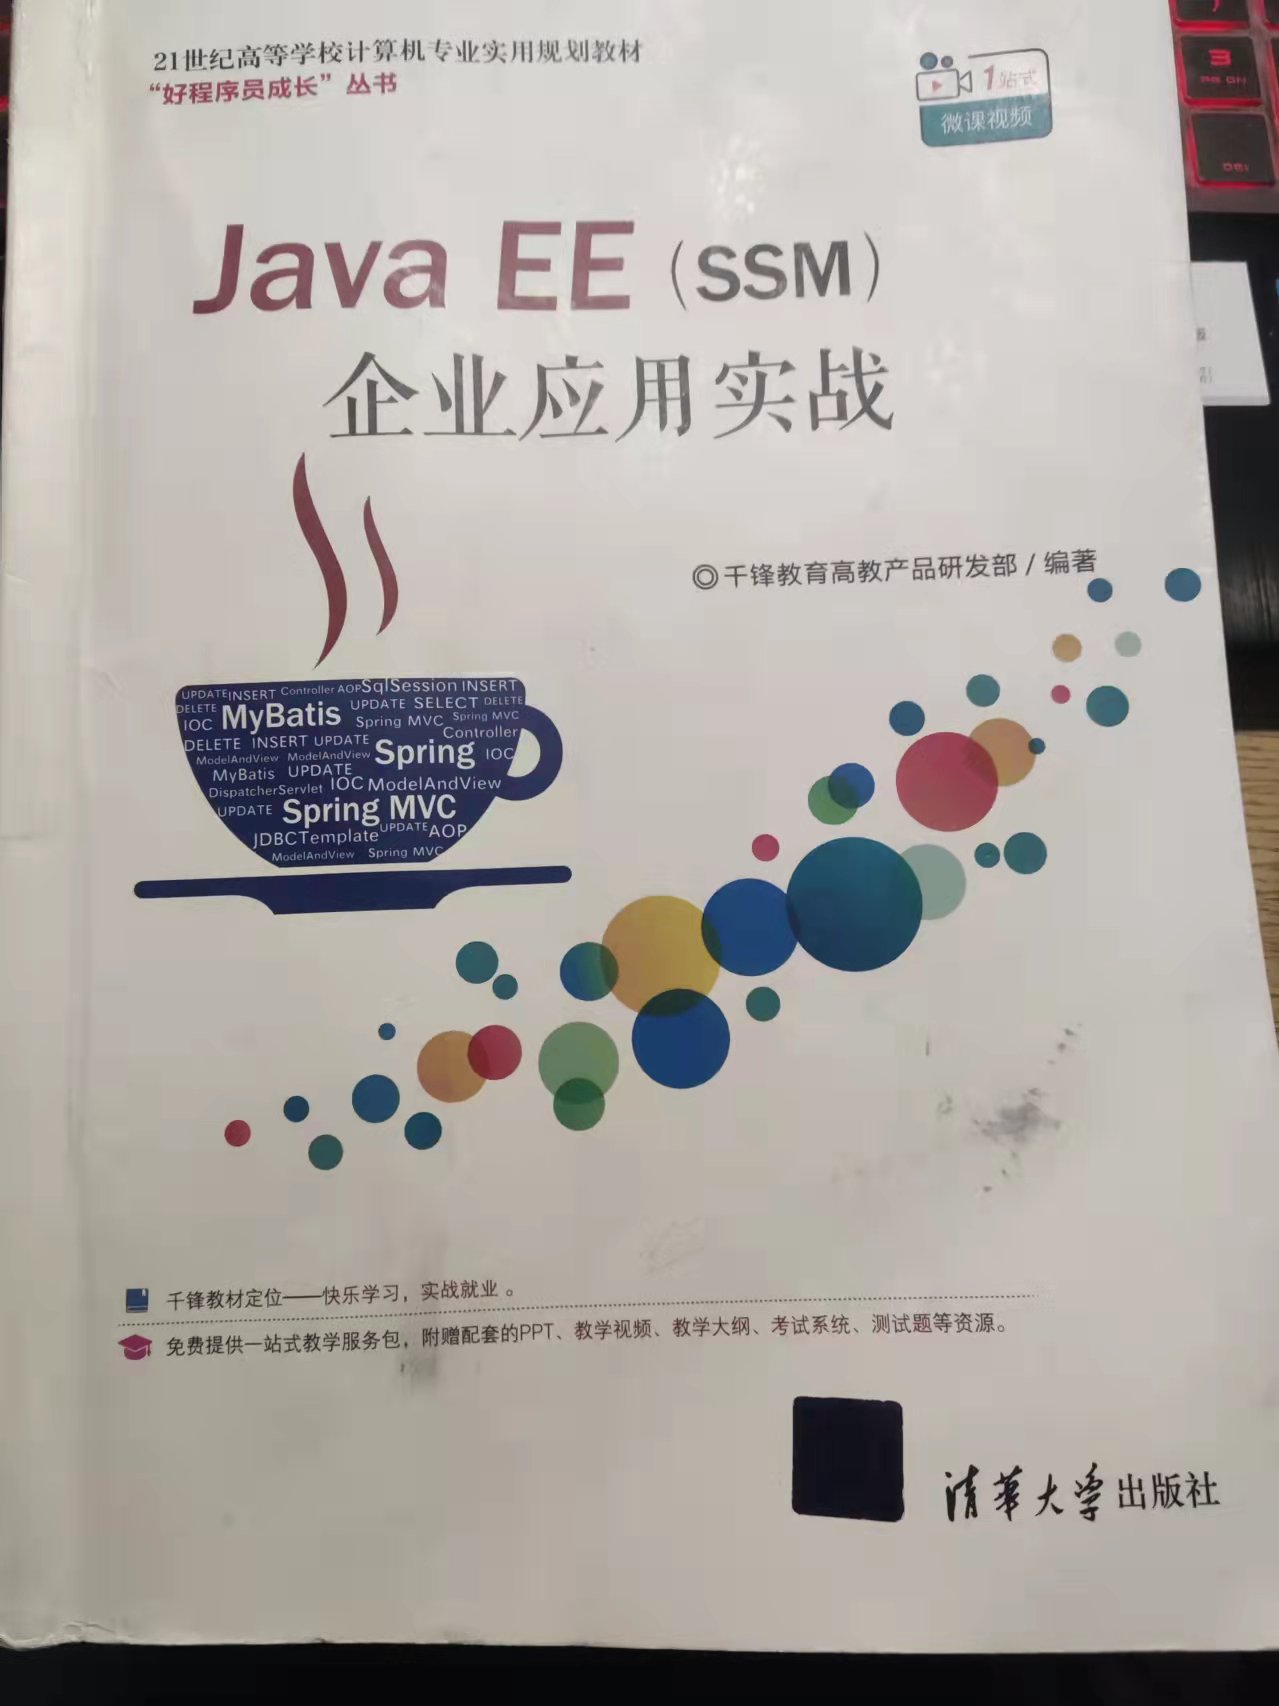 21世纪高等学校计算机专业实用规划教材
“好程序员成长”丛书
1站式
微课视频
Java EE（SSM）
企业应用实战
◎千锋教育高教产品研发部 / 编著
UPDATE INSERT Controller AOP SqlSession INSERT
DELETE UPDATE SELECT DELETE
IOC MyBatis Spring MVC Spring MVC
Controller
DELETE INSERT UPDATE
ModelAndView ModelAndView Spring IOC
MyBatis UPDATE
DispatcherServlet IOC ModelAndView
UPDATE Spring MVC
JDBCTemplate UPDATE AOP
ModelAndView Spring MVC
千锋教材定位——快乐学习，实战就业 。
免费提供一站式教学服务包，附赠配套的PPT、教学视频、教学大纲、考试系统、测试题等资源。
清华大学出版社
3
DEL